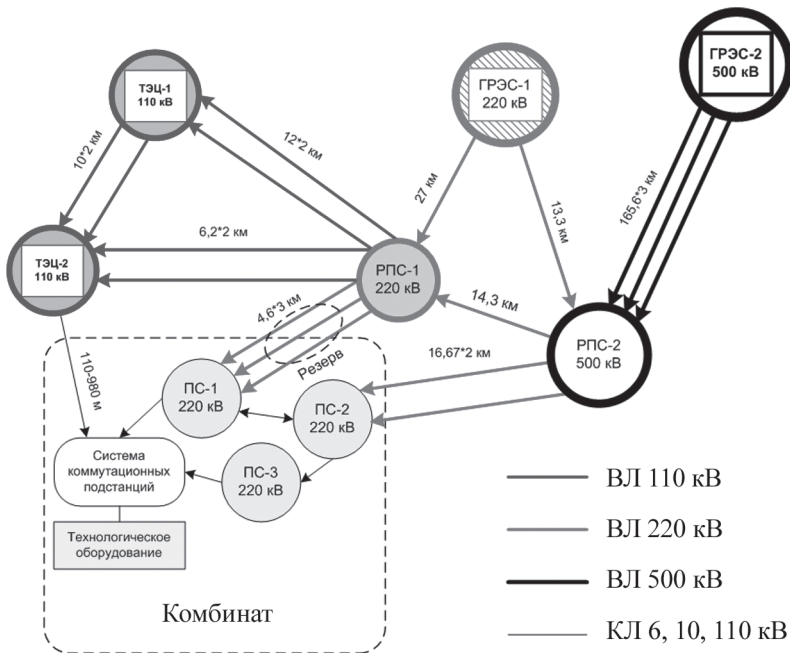 ТЭЦ-1
110 кВ
ГРЭС-1
220 кВ
ГРЭС-2
500 кВ
10*2 км
12*2 км
27 км
13,3 км
165,6*3 км
ТЭЦ-2
110 кВ
6,2*2 км
РПС-1
220 кВ
4,6*3 км
14,3 км
РПС-2
500 кВ
Резерв
16,67*2 км
110-980 м
ПС-1
220 кВ
ПС-2
220 кВ
Система
коммутационных
подстанций
ПС-3
220 кВ
Технологическое
оборудование
Комбинат
ВЛ 110 кВ
ВЛ 220 кВ
ВЛ 500 кВ
КЛ 6, 10, 110 кВ